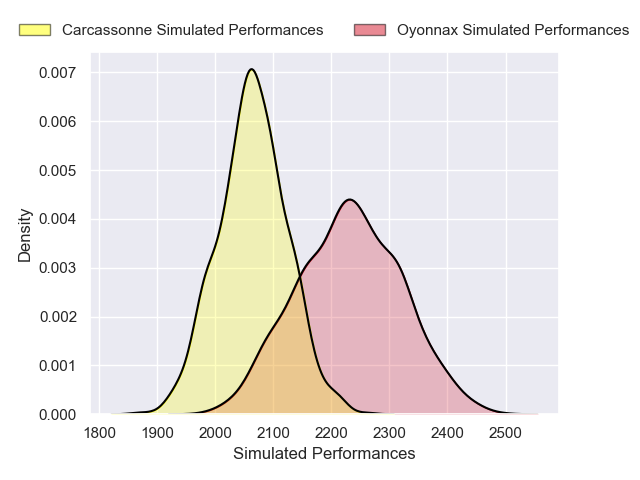 Carcassonne Simulated Performances
Oyonnax Simulated Performances
0.007
0.006
0.005
0.004
0.003
0.002
0.001
0.000
Density
1800 1900 2000 2100 2200 2300 2400 2500
Simulated Performances